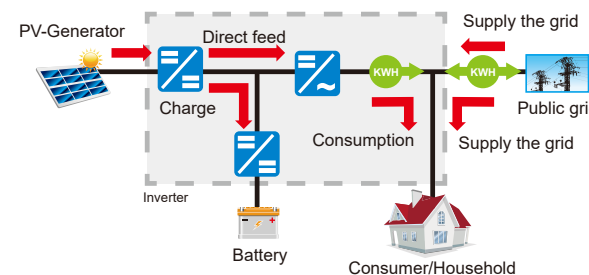 Supply the grid
PV-Generator
Direct feed
KWH
KWH
Charge
Public gri
Consumption
Supply the grid
Inverter
Battery
Consumer/Household